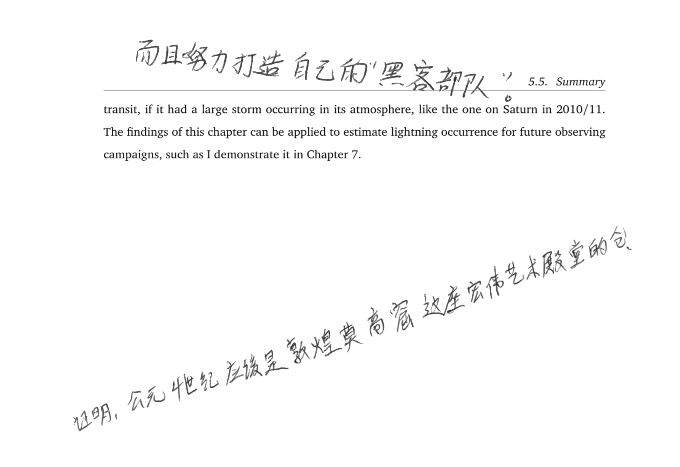 而且努力打造自己的“黑客部队”。
5.5. Summary
transit, if it had a large storm occurring in its atmosphere, like the one on Saturn in 2010/11.
The findings of this chapter can be applied to estimate lightning occurrence for future observing
campaigns, such as I demonstrate it in Chapter 7.
证明，公元4世纪应该是敦煌莫高窟这座宏伟艺术殿堂的仓、